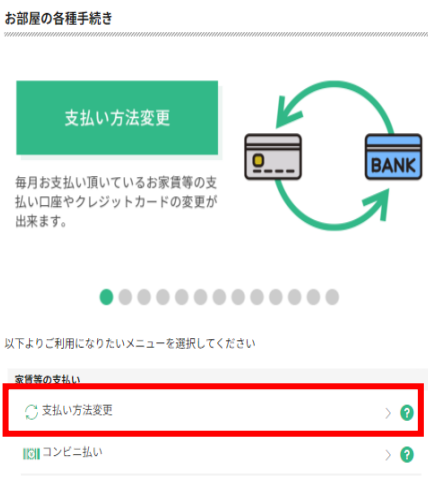 お部屋の各種手続き
支払い方法変更
BANK
毎月お支払い頂いているお家賃等の支
払い口座やクレジットカードの変更が
出来ます。
以下よりご利用になりたいメニューを選択してください
家賃等の支払い
支払い方法変更 ?
コンビニ払い ?